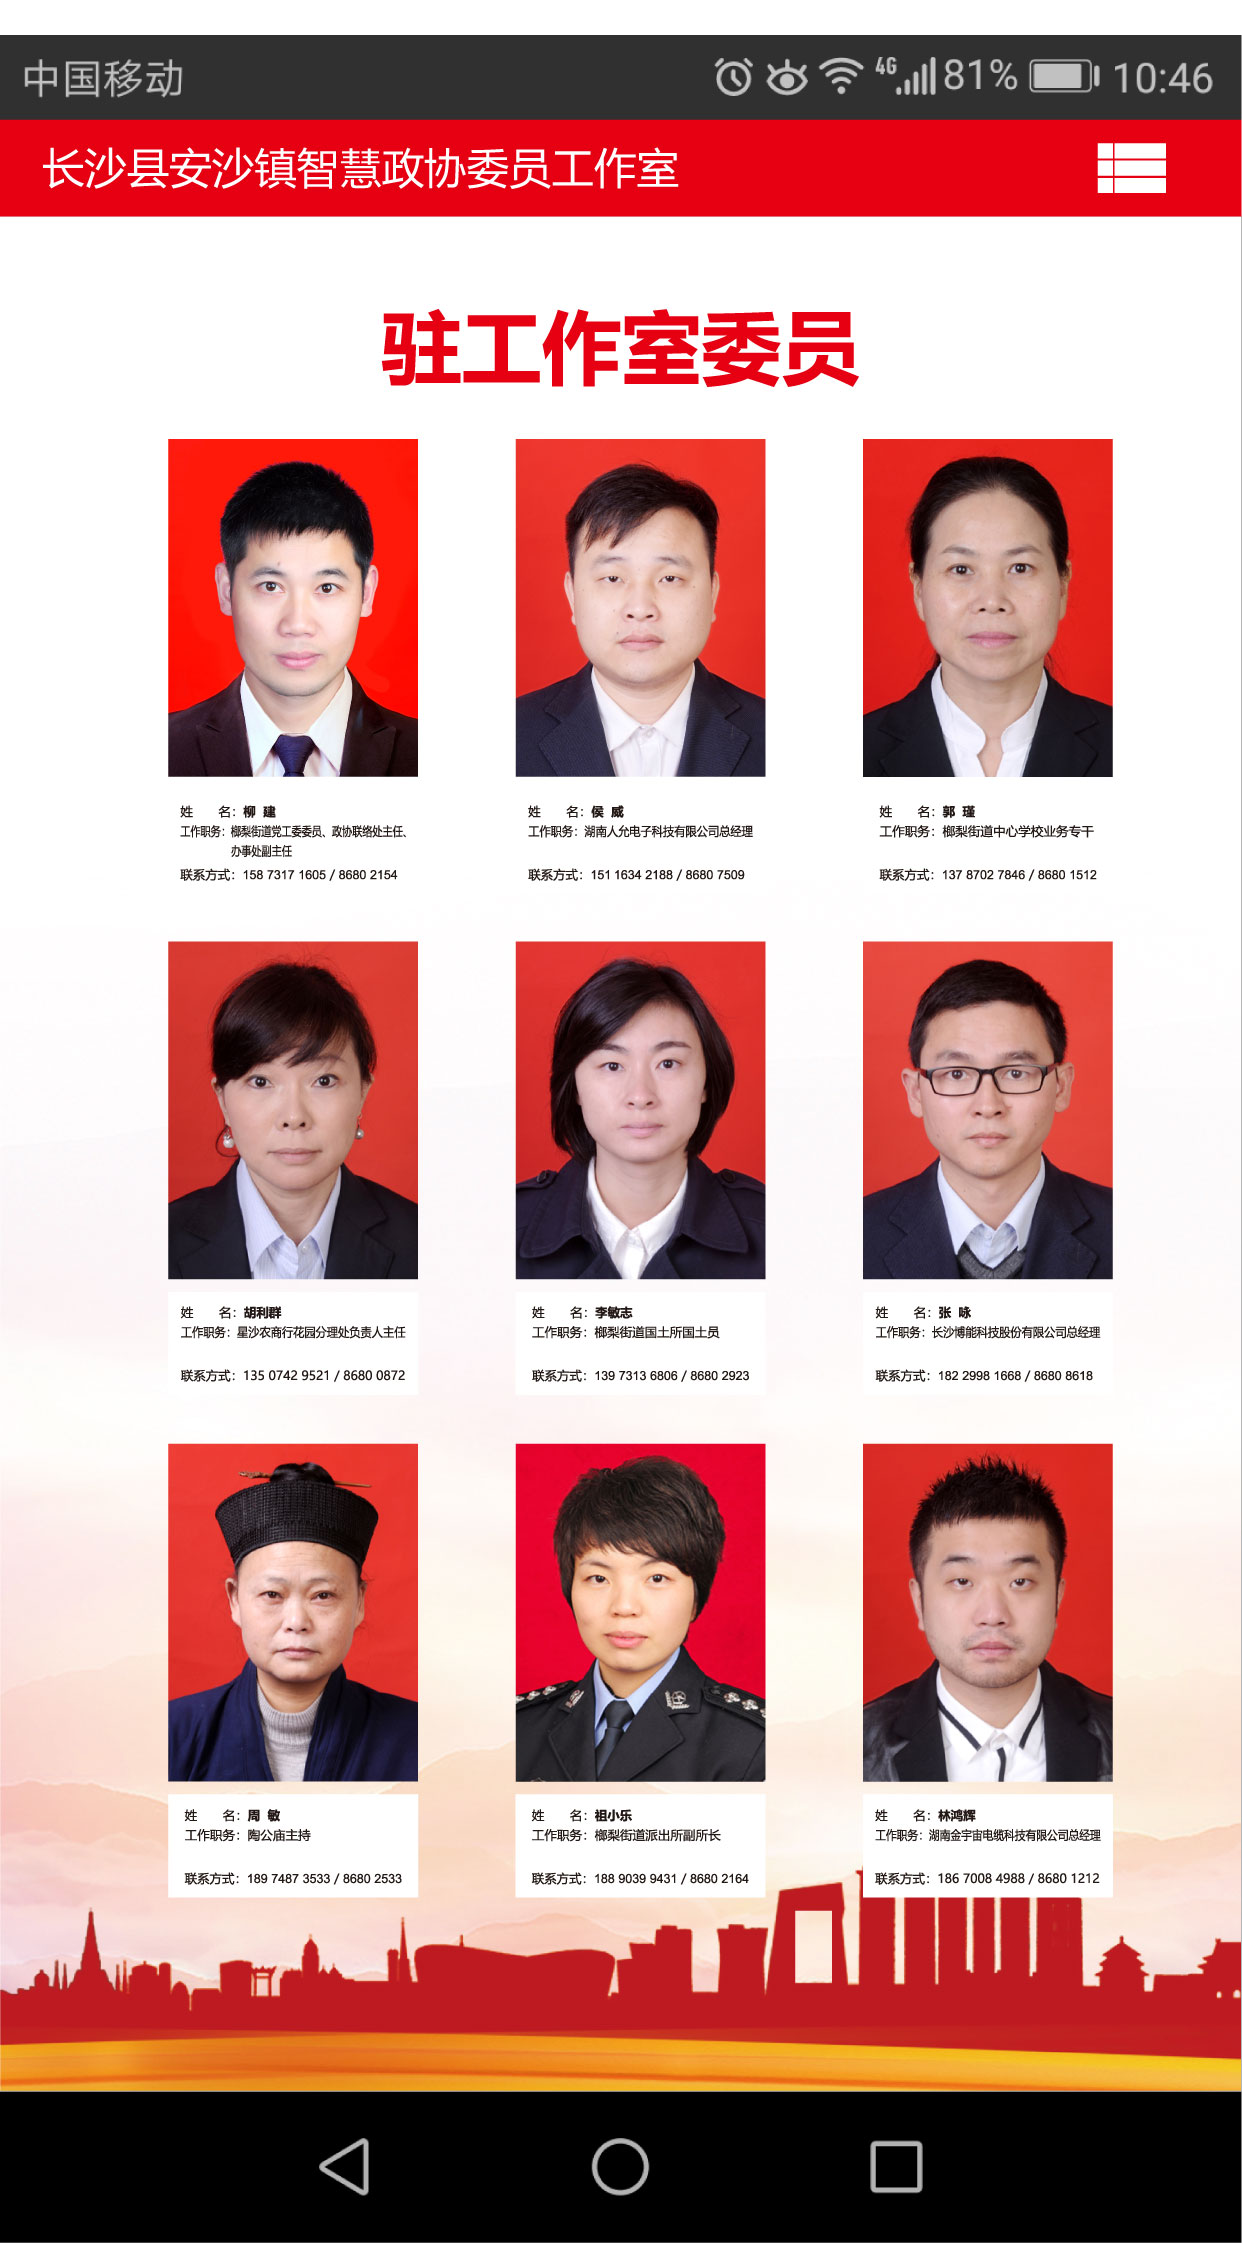 中国移动 4G 81% 10:46
长沙县安沙镇智慧政协委员工作室
驻工作室委员
姓 名：柳 建
工作职务：榔梨街道党工委委员、政协联络处主任、
办事处副主任
联系方式：158 7317 1605 / 8680 2154
姓 名：侯 威
工作职务：湖南人允电子科技有限公司总经理
联系方式：151 1634 2188 / 8680 7509
姓 名：郭 瑾
工作职务：榔梨街道中心学校业务专干
联系方式：137 8702 7846 / 8680 1512
姓 名：胡利群
工作职务：星沙农商行花园分理处负责人主任
联系方式：135 0742 9521 / 8680 0872
姓 名：李敏志
工作职务：榔梨街道国土所国土员
联系方式：139 7313 6806 / 8680 2923
姓 名：张 咏
工作职务：长沙博能科技股份有限公司总经理
联系方式：182 2998 1668 / 8680 8618
姓 名：周 敏
工作职务：陶公庙主持
联系方式：189 7487 3533 / 8680 2533
姓 名：祖小乐
工作职务：榔梨街道派出所副所长
联系方式：188 9039 9431 / 8680 2164
姓 名：林鸿辉
工作职务：湖南金宇宙电缆科技有限公司总经理
联系方式：186 7008 4988 / 8680 1212